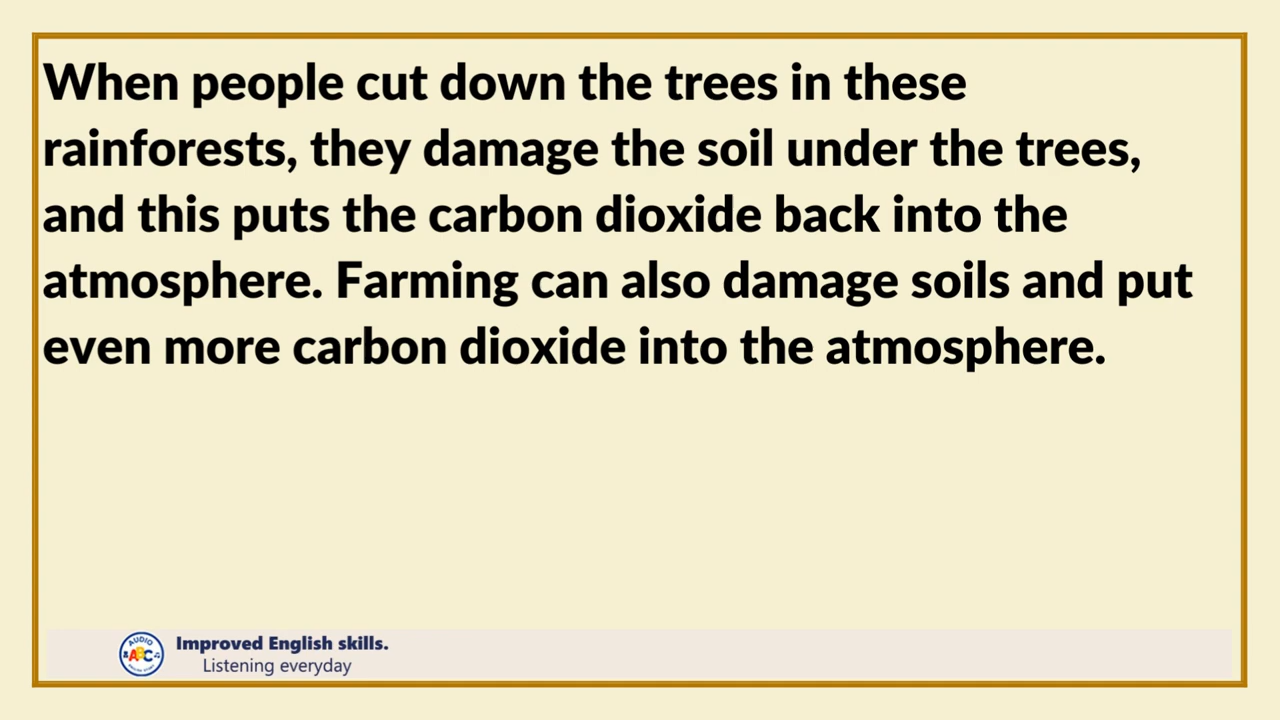 When people cut down the trees in these
rainforests, they damage the soil under the trees,
and this puts the carbon dioxide back into the
atmosphere. Farming can also damage soils and put
even more carbon dioxide into the atmosphere.
AUDIO
ABC
Improved English skills.
Listening everyday